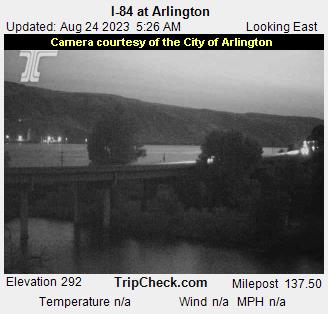 I-84 at Arlington
Updated: Aug 24 2023 5:26 AM Looking East
Camera courtesy of the City of Arlington
Elevation 292 TripCheck.com Milepost 137.50
Temperature n/a Wind n/a MPH n/a